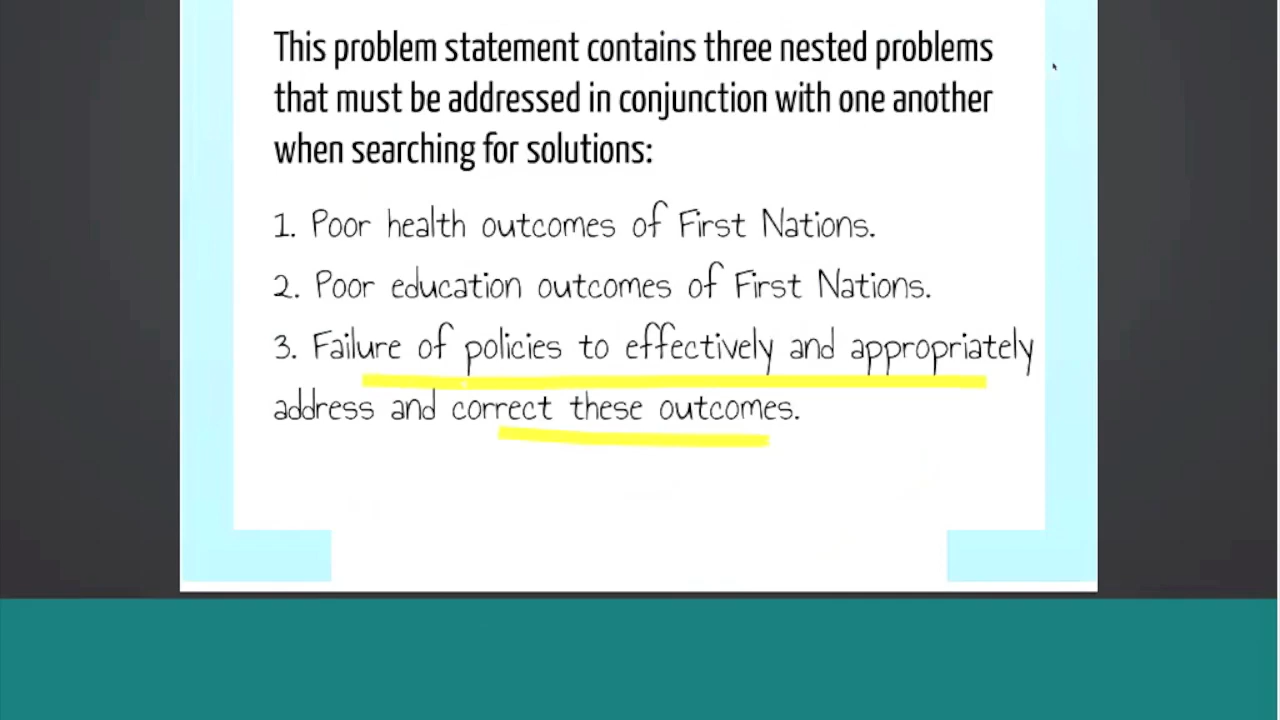 This problem statement contains three nested problems
that must be addressed in conjunction with one another
when searching for solutions:
1. Poor health outcomes of First Nations.
2. Poor education outcomes of First Nations.
3. Failure of policies to effectively and appropriately
address and correct these outcomes.